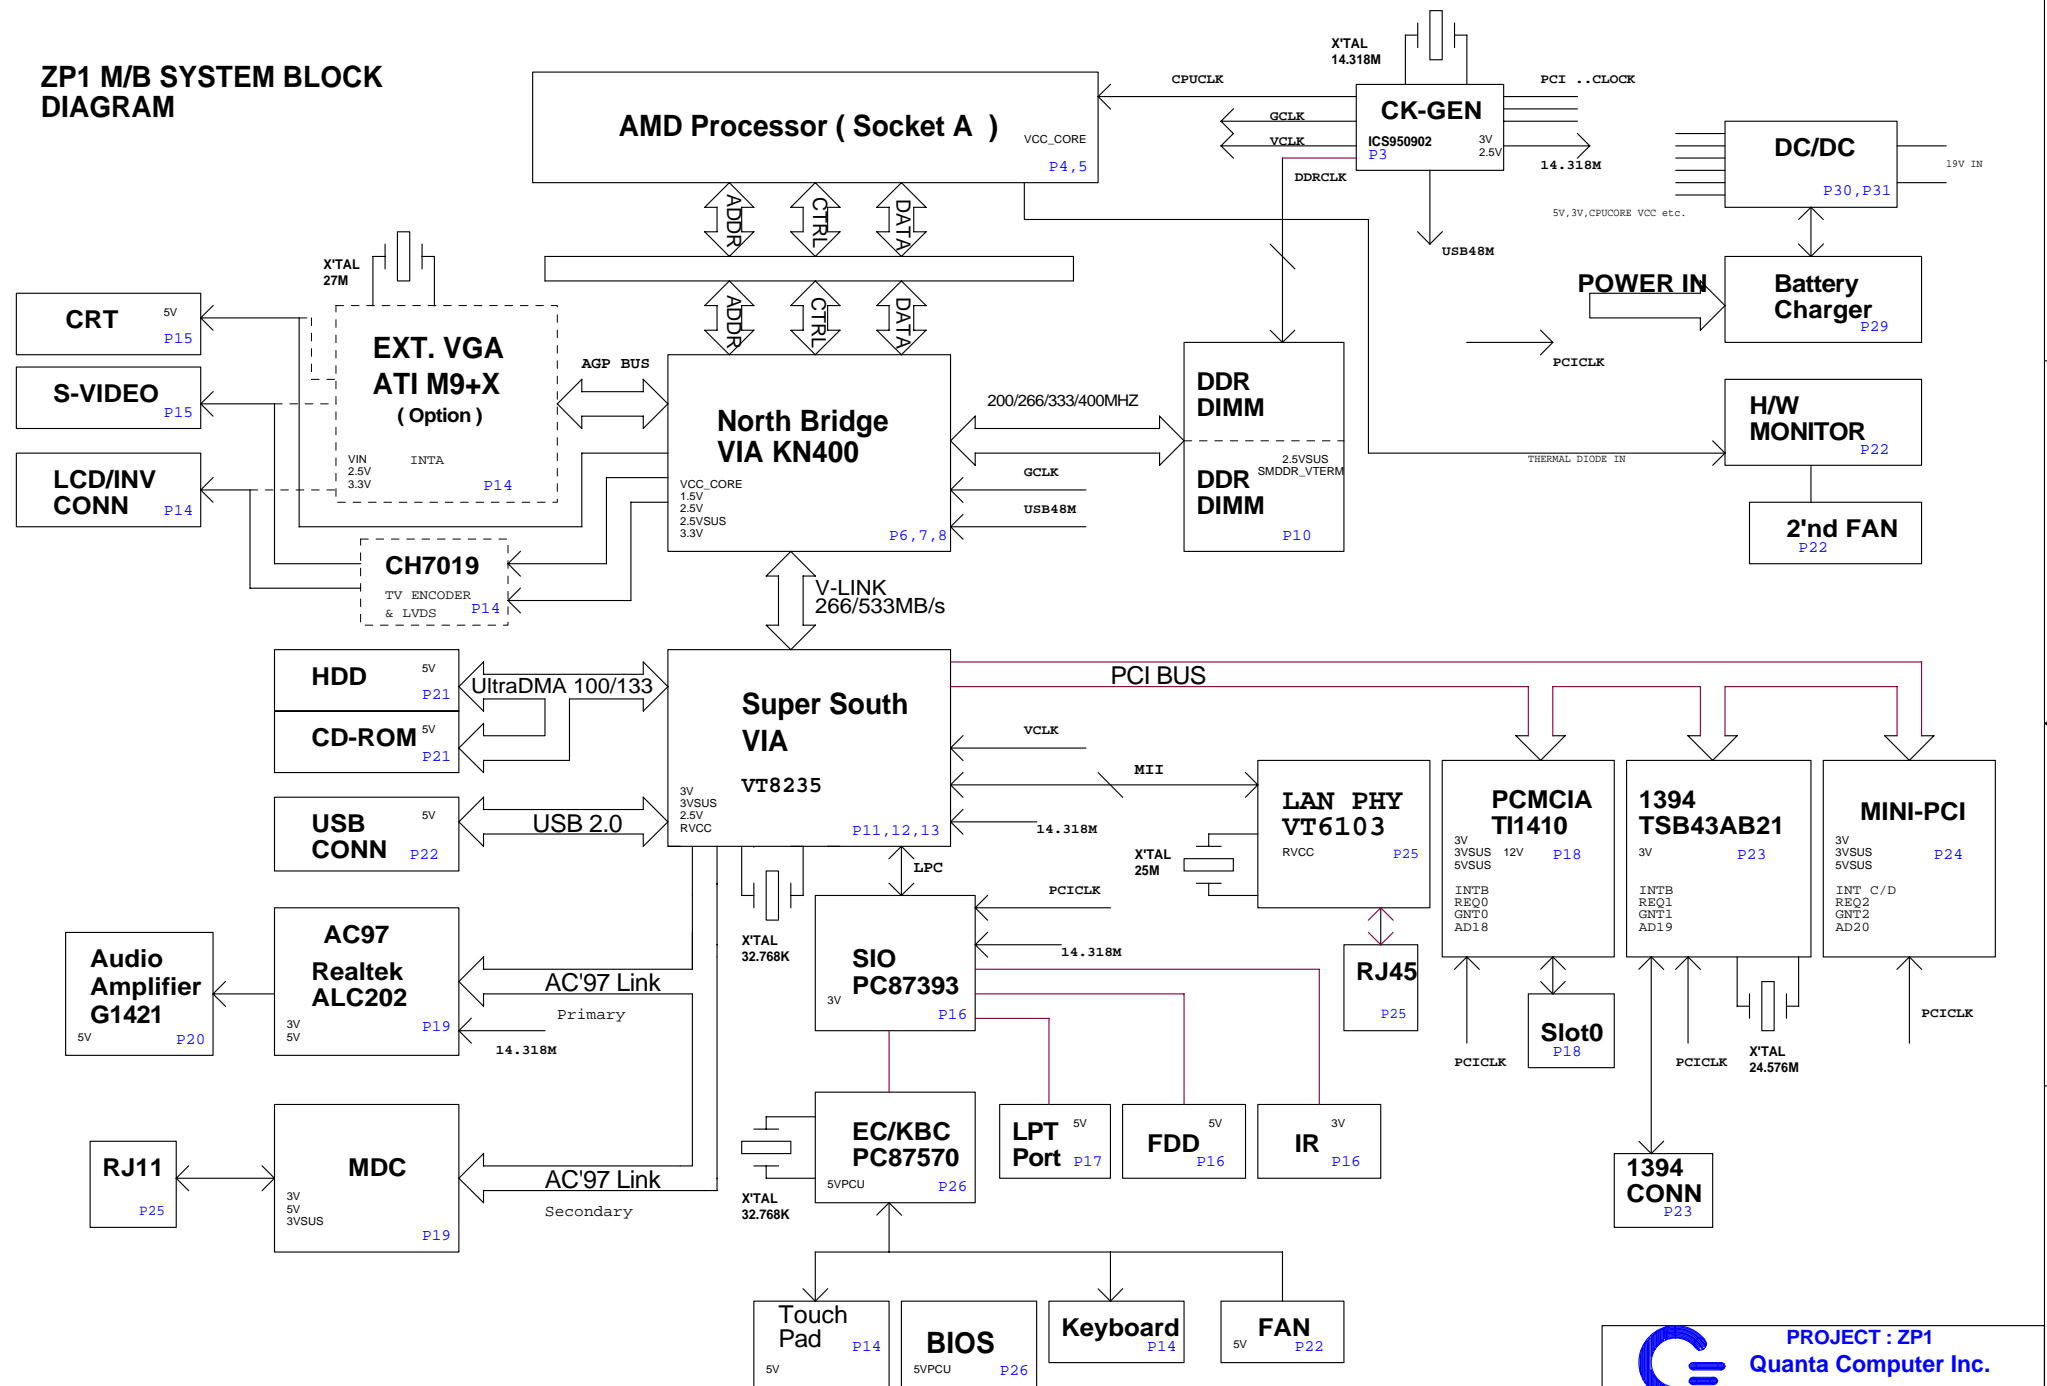 ZP1 M/B SYSTEM BLOCK
DIAGRAM
X'TAL
14.318M
CPUCLK
PCI ..CLOCK
AMD Processor ( Socket A )
VCC_CORE
P4,5
CK-GEN
ICS950902
P3
3V
2.5V
GCLK
VCLK
DDRCLK
14.318M
USB48M
DC/DC
P30,P31
19V IN
5V,3V,CPUCORE VCC etc.
ADDR
CTRL
DATA
ADDR
CTRL
DATA
POWER IN
Battery
Charger
P29
PCICLK
X'TAL
27M
CRT
5V
P15
S-VIDEO
P15
LCD/INV
CONN
P14
EXT. VGA
ATI M9+X
( Option )
VIN
2.5V
3.3V
INTA
P14
AGP BUS
North Bridge
VIA KN400
VCC_CORE
1.5V
2.5V
2.5VSUS
3.3V
P6,7,8
200/266/333/400MHZ
GCLK
USB48M
DDR
DIMM
2.5VSUS
SMDDR_VTERM
DDR
DIMM
P10
H/W
MONITOR
P22
THERMAL DIODE IN
2'nd FAN
P22
CH7019
TV ENCODER
& LVDS
P14
V-LINK
266/533MB/s
HDD
5V
P21
CD-ROM
5V
P21
UltraDMA 100/133
USB
CONN
5V
P22
USB 2.0
Super South
VIA
VT8235
3V
3VSUS
2.5V
RVCC
P11,12,13
PCI BUS
VCLK
MII
14.318M
LAN PHY
VT6103
RVCC
P25
X'TAL
25M
PCMCIA
TI1410
3V
3VSUS
5VSUS
12V
P18
INTB
REQ0
GNT0
AD18
1394
TSB43AB21
3V
P23
INTB
REQ1
GNT1
AD19
MINI-PCI
3V
3VSUS
5VSUS
P24
INT C/D
REQ2
GNT2
AD20
LPC
PCICLK
14.318M
X'TAL
32.768K
SIO
PC87393
3V
P16
RJ45
P25
PCICLK
Slot0
P18
PCICLK
X'TAL
24.576M
PCICLK
Audio
Amplifier
G1421
5V
P20
AC97
Realtek
ALC202
3V
5V
P19
AC'97 Link
Primary
14.318M
RJ11
P25
MDC
3V
5V
3VSUS
P19
AC'97 Link
Secondary
X'TAL
32.768K
EC/KBC
PC87570
5VPCU
P26
LPT
Port
5V
P17
FDD
5V
P16
IR
3V
P16
1394
CONN
P23
Touch
Pad
P14
5V
BIOS
5VPCU
P26
Keyboard
P14
FAN
5V
P22
PROJECT : ZP1
Quanta Computer Inc.